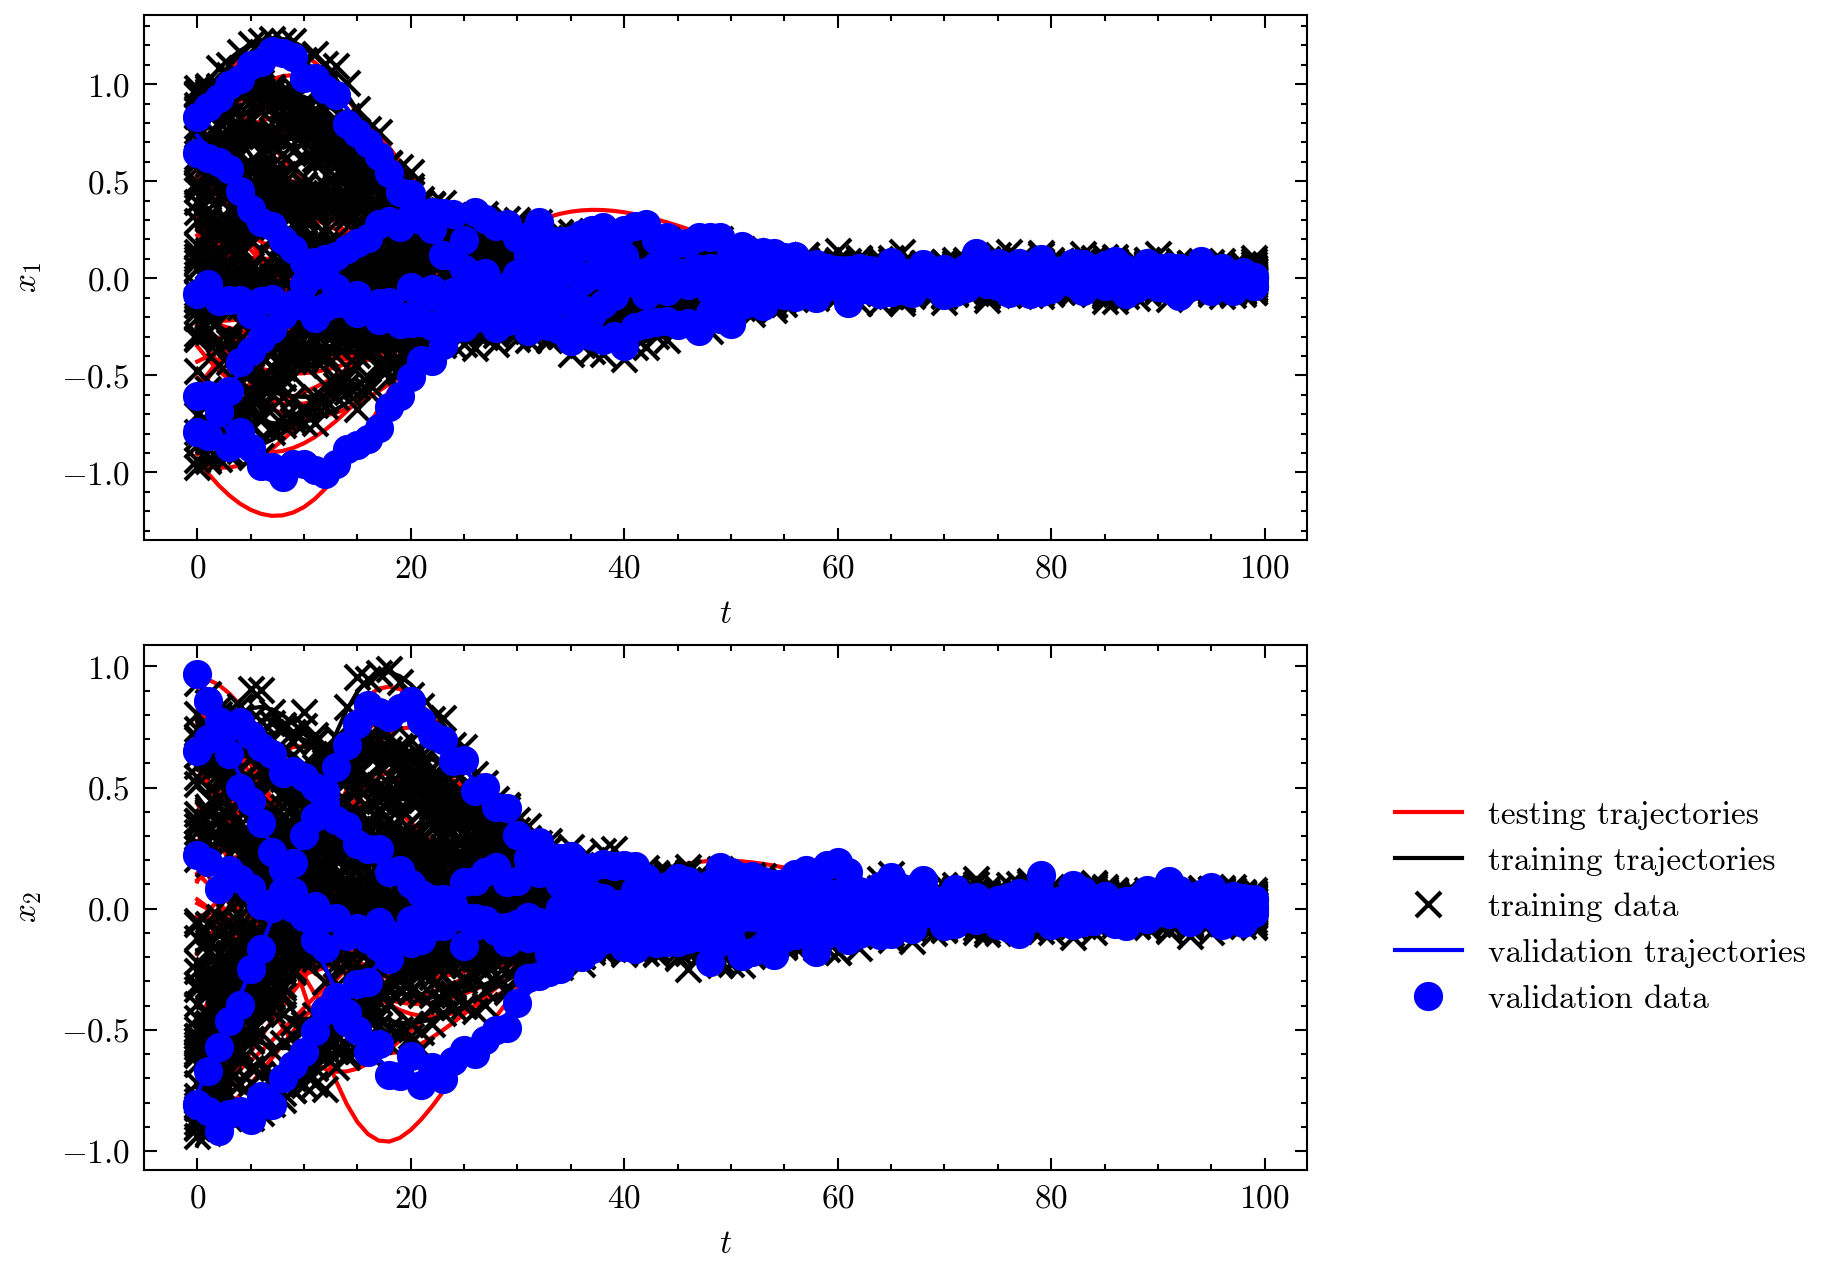 1.0
0.5
0.0
−0.5
−1.0
x1
0 20 40 60 80 100
t
1.0
0.5
0.0
−0.5
−1.0
x2
0 20 40 60 80 100
t
testing trajectories
training trajectories
training data
validation trajectories
validation data